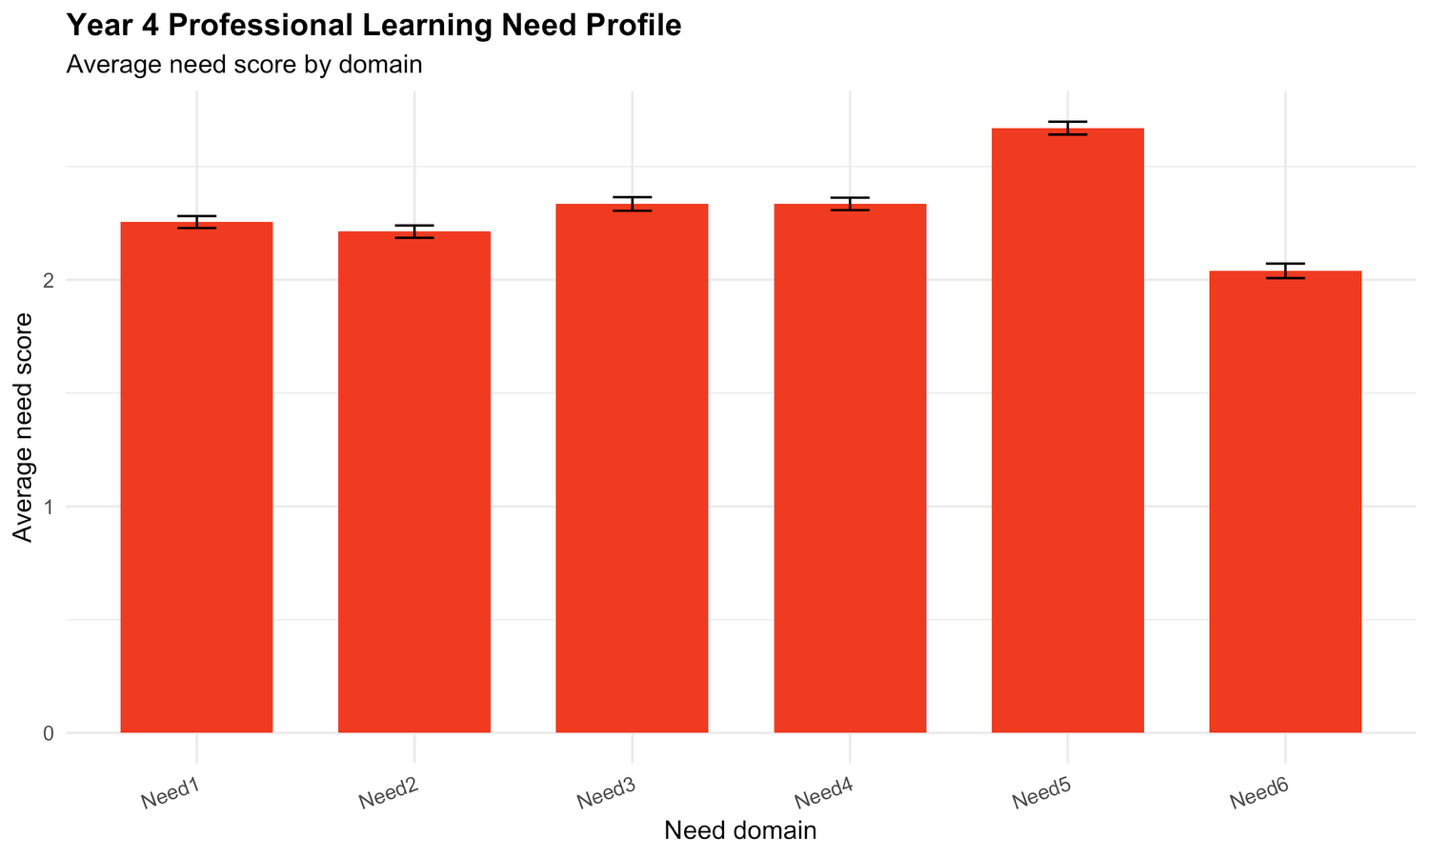 Year 4 Professional Learning Need Profile
Average need score by domain
Average need score
2
1
0
Need1
Need2
Need3
Need4
Need5
Need6
Need domain